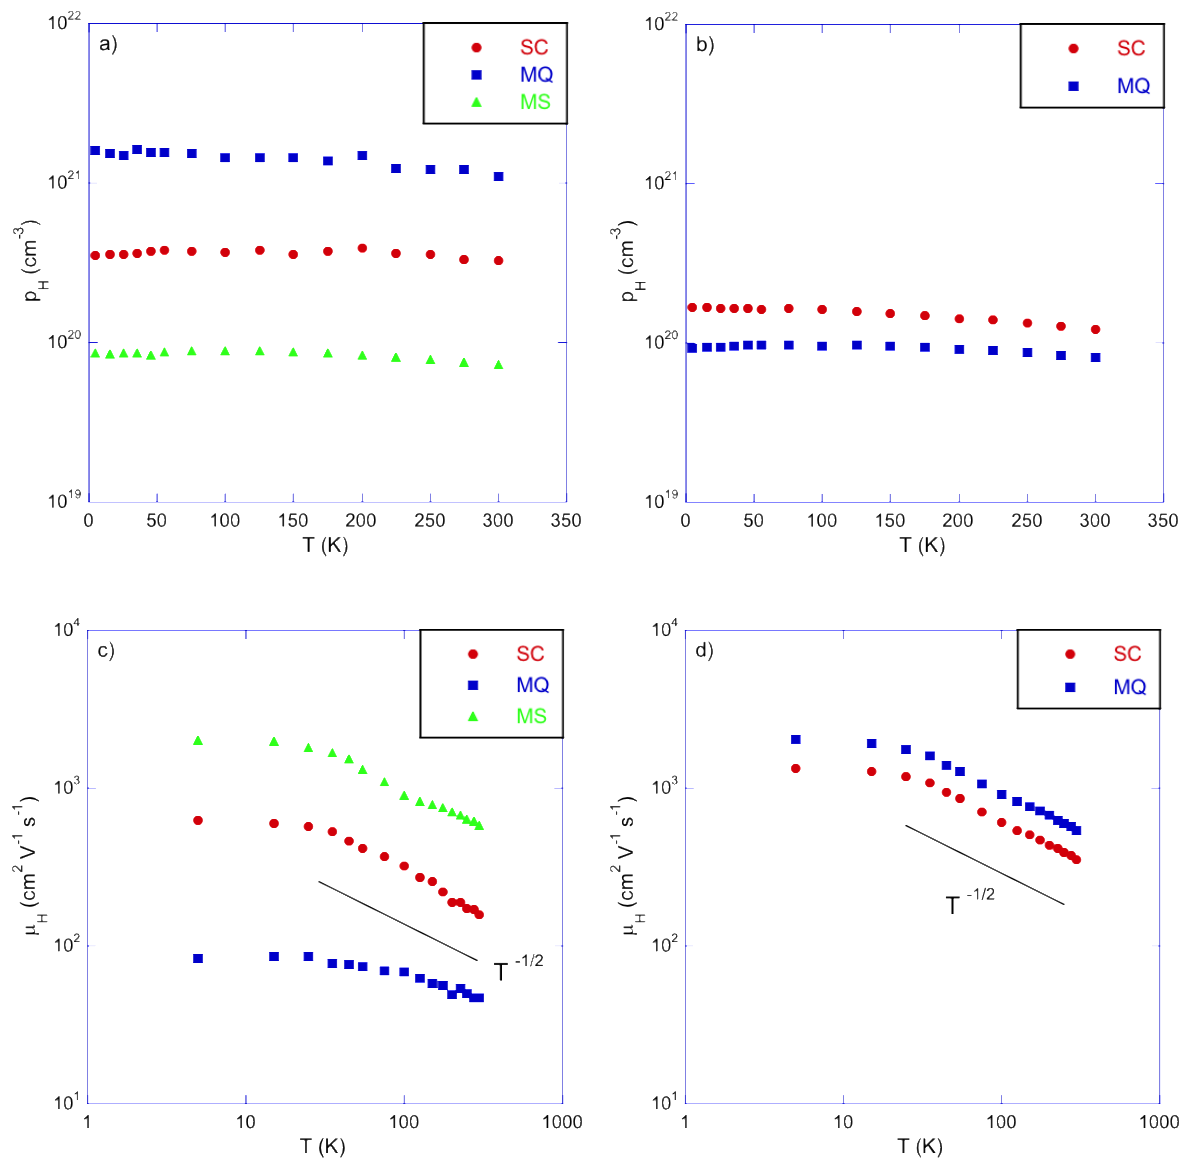 a)
SC
MQ
MS
10^22
10^21
10^20
10^19
p_H (cm^-3)
0 50 100 150 200 250 300 350
T (K)
b)
SC
MQ
10^22
10^21
10^20
10^19
p_H (cm^-3)
0 50 100 150 200 250 300 350
T (K)
c)
SC
MQ
MS
10^4
10^3
10^2
10^1
μ_H (cm^2 V^-1 s^-1)
T^-1/2
1 10 100 1000
T (K)
d)
SC
MQ
10^4
10^3
10^2
10^1
μ_H (cm^2 V^-1 s^-1)
T^-1/2
1 10 100 1000
T (K)